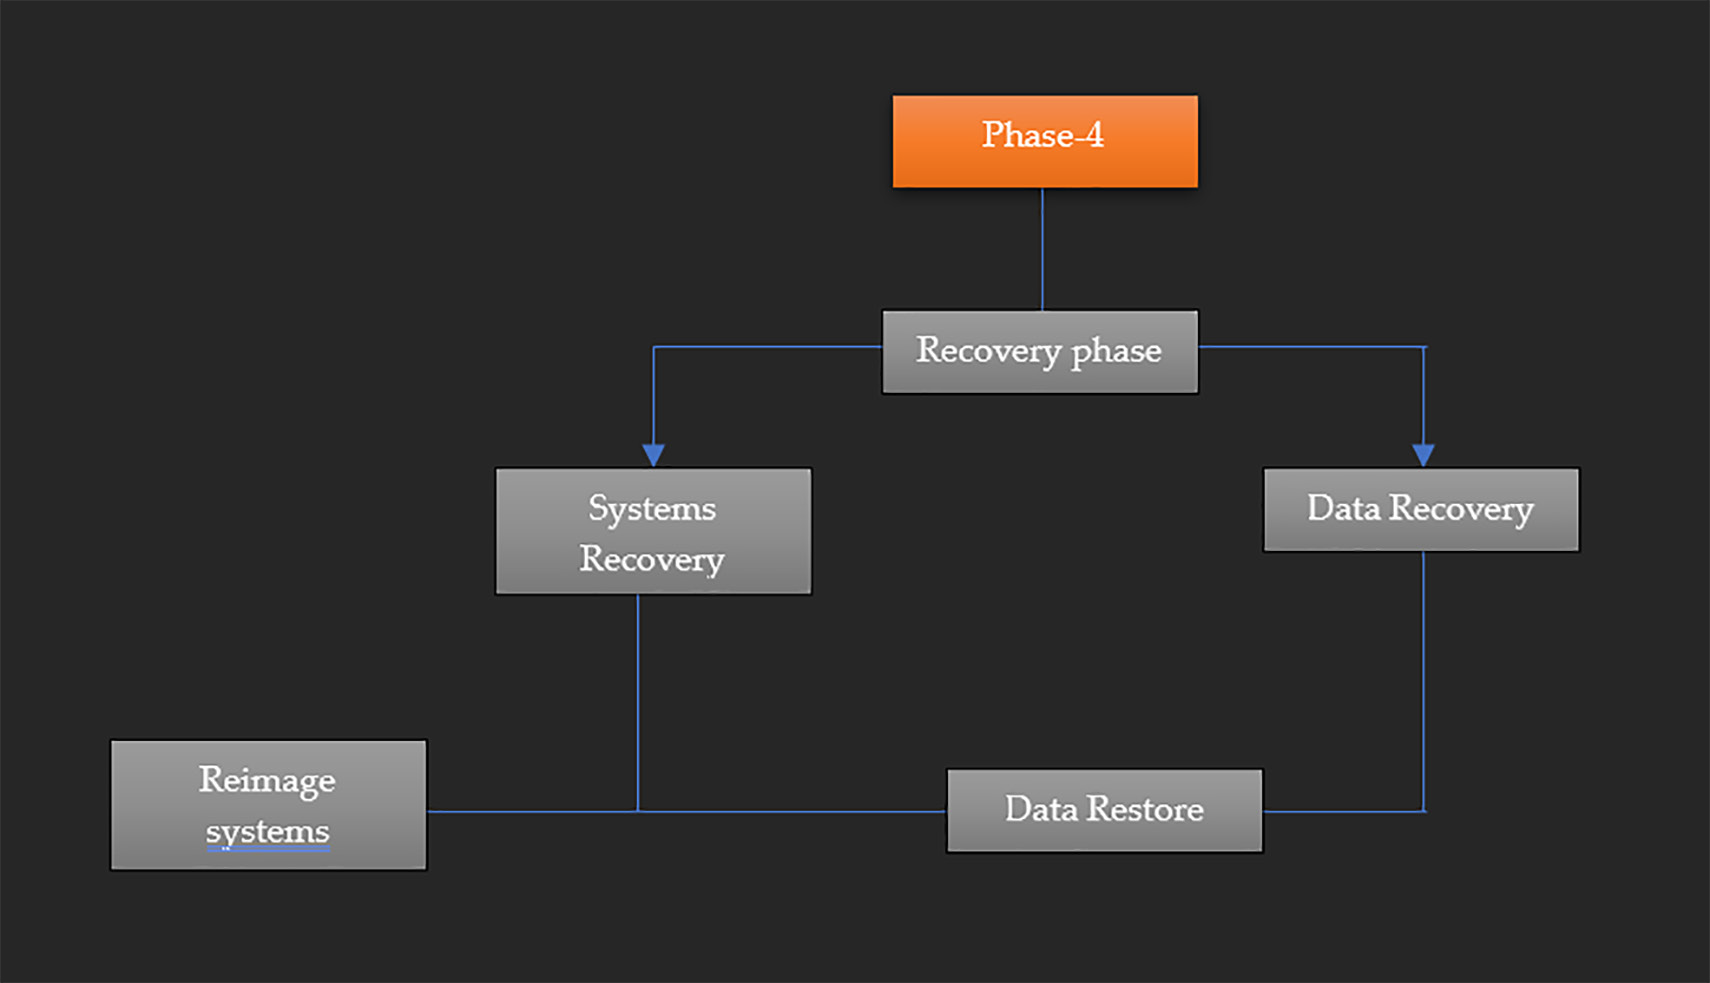 Phase-4
Recovery phase
Systems
Recovery
Data Recovery
Reimage
systems
Data Restore